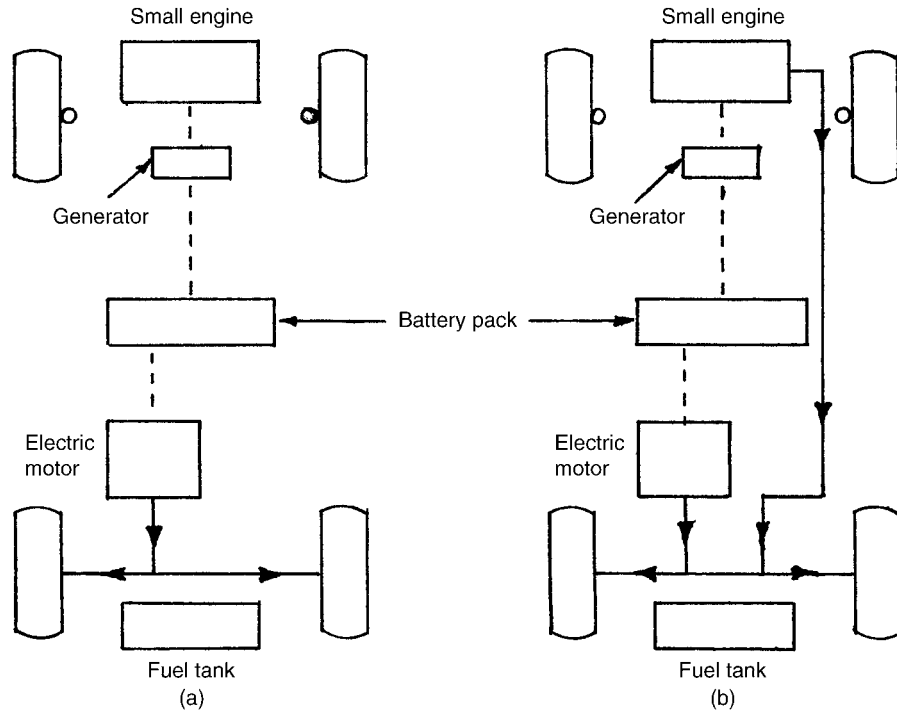 Small engine
Small engine
Generator
Generator
Battery pack
Electric
motor
Electric
motor
Fuel tank
Fuel tank
(a)
(b)